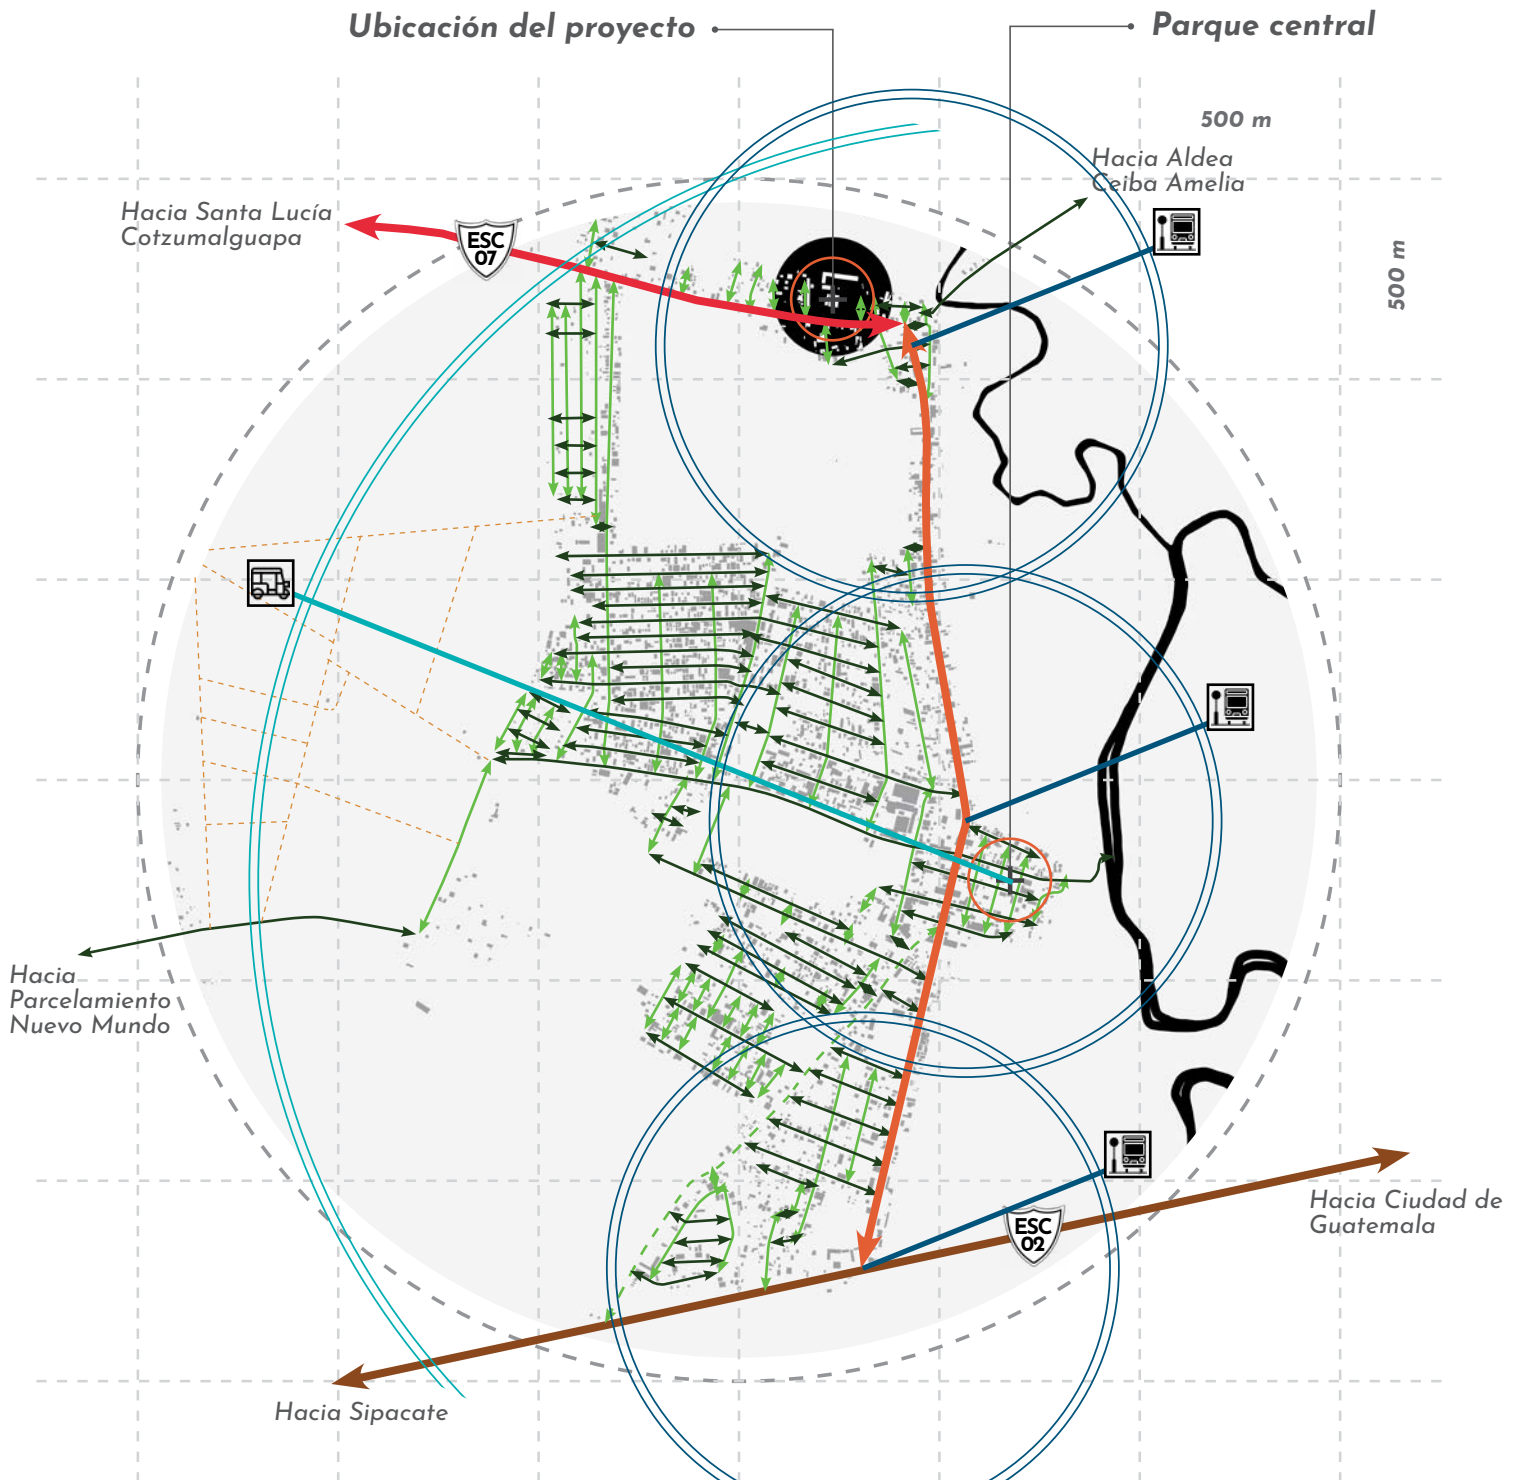 Ubicación del proyecto
Parque central
500 m
Hacia Aldea
Ceiba Amelia
Hacia Santa Lucía
Cotzumalguapa
ESC
07
500 m
Hacia
Parcelamiento
Nuevo Mundo
ESC
02
Hacia Ciudad de
Guatemala
Hacia Sipacate